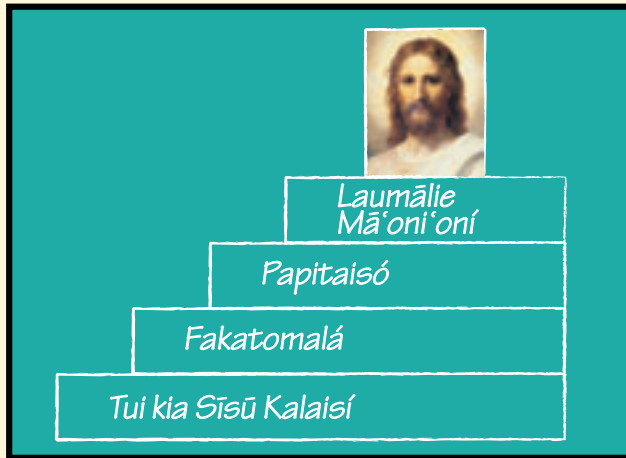 Laumālie
Māʻoniʻoní
Papitaisó
Fakatomalá
Tui kia Sīsū Kalaisí